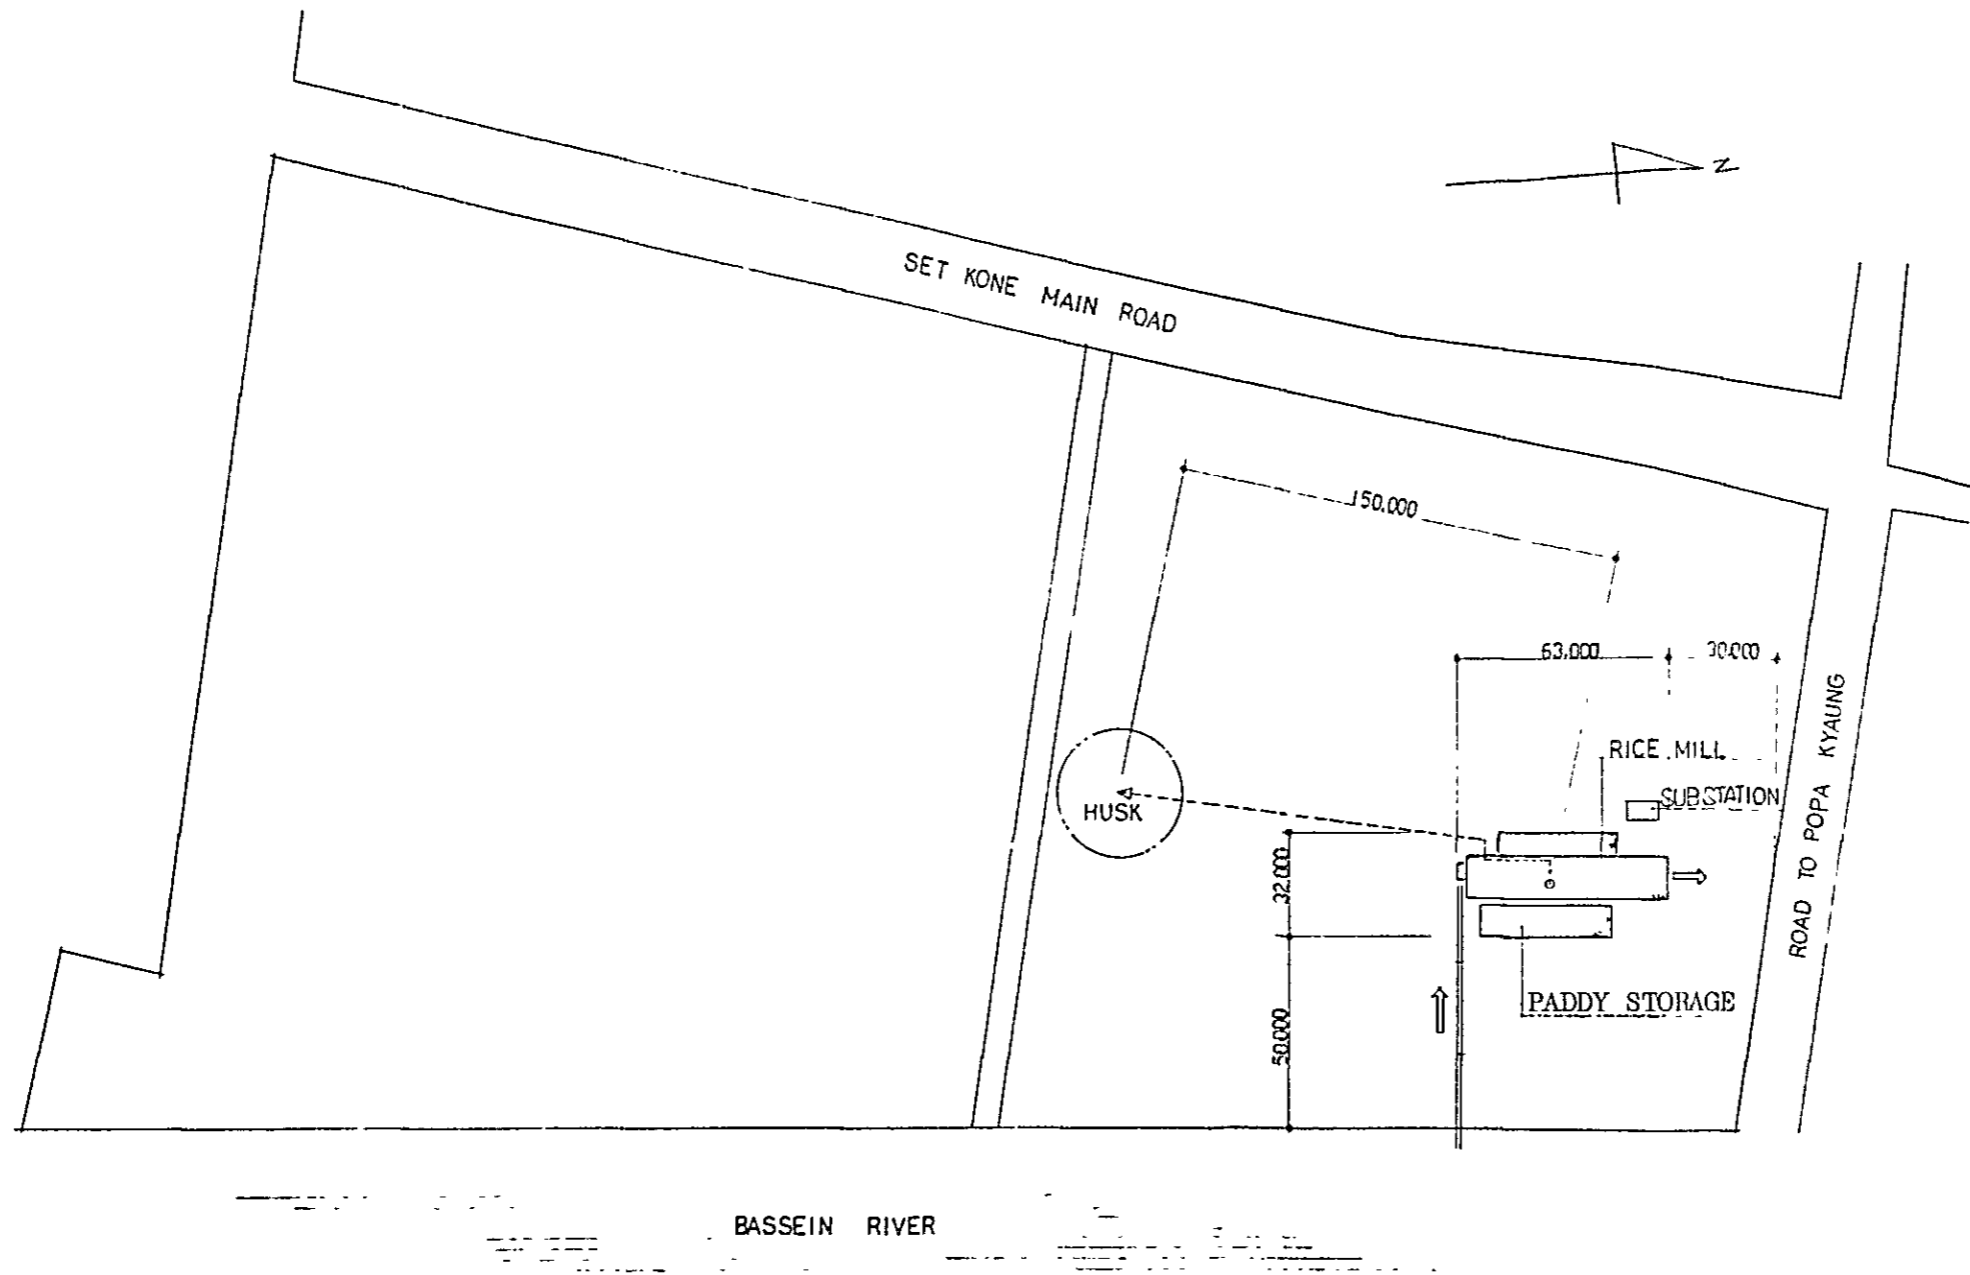 N
SET KONE MAIN ROAD
150.000
63.000
30.000
RICE MILL
SUBSTATION
HUSK
32.000
ROAD TO POPA KYAUNG
PADDY STORAGE
50.000
BASSEIN RIVER